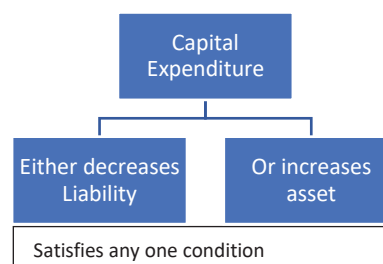 Capital
Expenditure
Either decreases
Liability
Or increases
asset
Satisfies any one condition